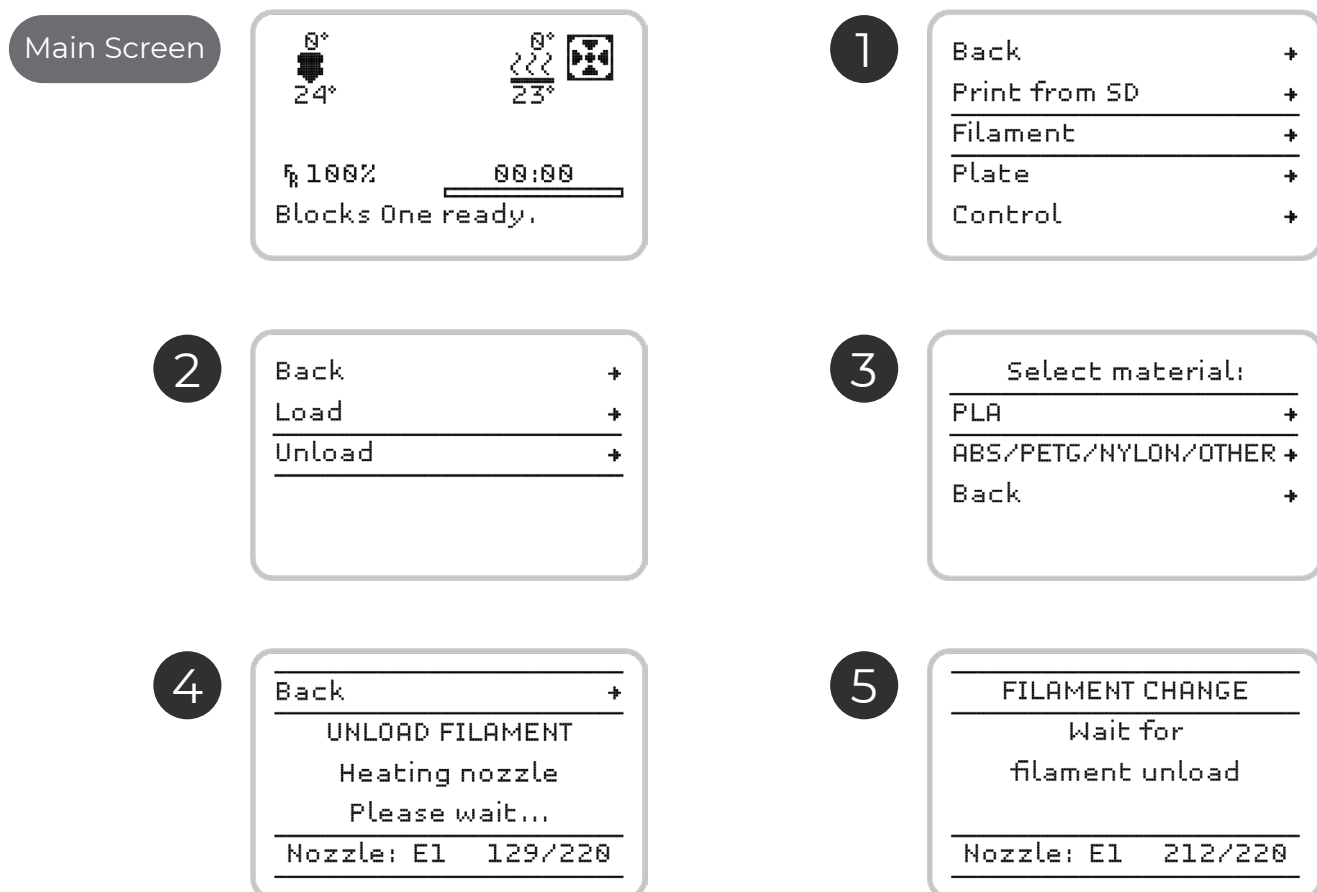 Main Screen
0°
0°
24°
23°
FR 100%
00:00
Blocks One ready.
1
Back
Print from SD
Filament
Plate
Control
2
Back
Load
Unload
3
Select material:
PLA
ABS/PETG/NYLON/OTHER
Back
4
Back
UNLOAD FILAMENT
Heating nozzle
Please wait...
Nozzle: E1 129/220
5
FILAMENT CHANGE
Wait for
filament unload
Nozzle: E1 212/220